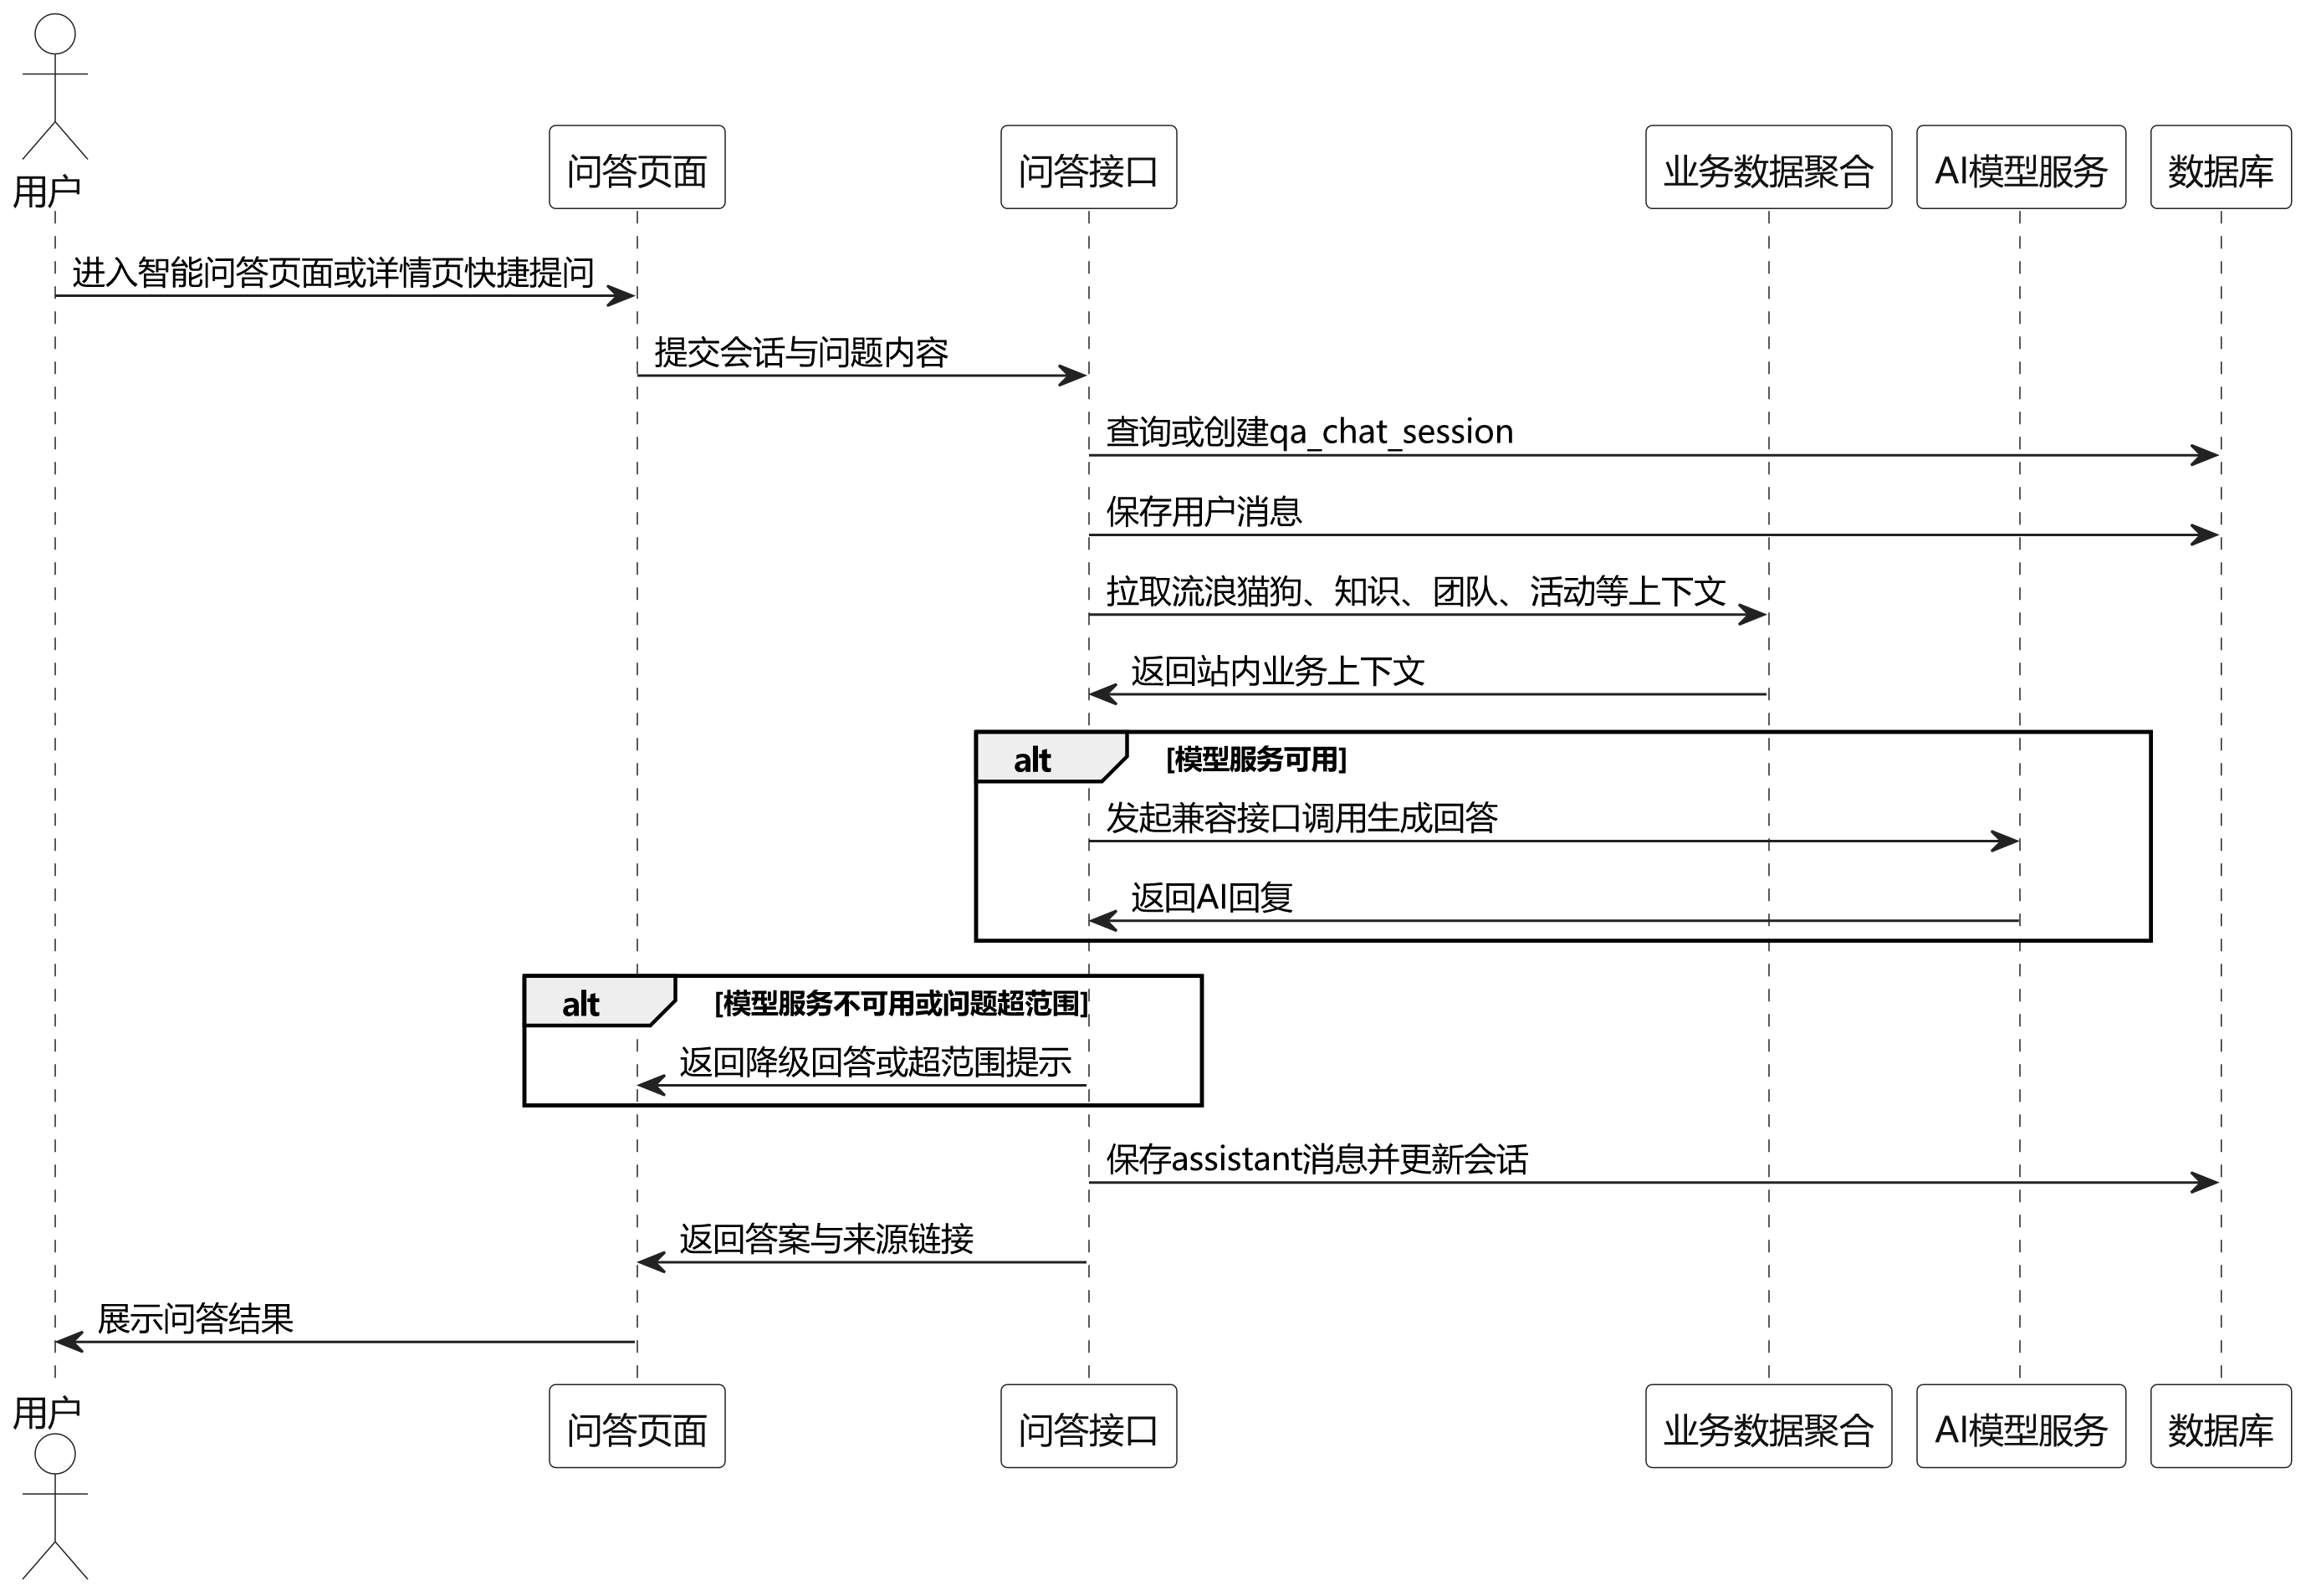 用户
问答页面
问答接口
业务数据聚合
AI模型服务
数据库
进入智能问答页面或详情页快捷提问
提交会话与问题内容
查询或创建qa_chat_session
保存用户消息
拉取流浪猫狗、知识、团队、活动等上下文
返回站内业务上下文
alt [模型服务可用]
发起兼容接口调用生成回答
返回AI回复
alt [模型服务不可用或问题超范围]
返回降级回答或超范围提示
保存assistant消息并更新会话
返回答案与来源链接
展示问答结果
用户
问答页面
问答接口
业务数据聚合
AI模型服务
数据库